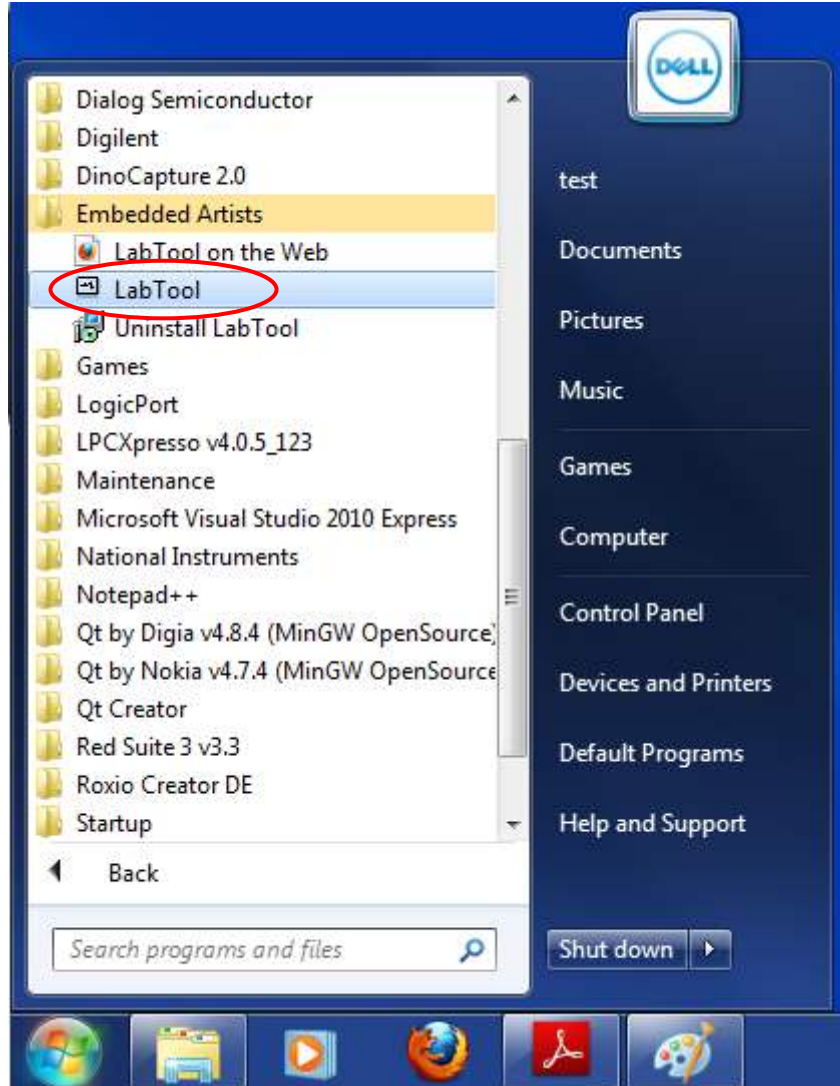 DELL
Dialog Semiconductor
Digilent
DinoCapture 2.0
Embedded Artists
LabTool on the Web
LabTool
Uninstall LabTool
Games
LogicPort
LPCXpresso v4.0.5_123
Maintenance
Microsoft Visual Studio 2010 Express
National Instruments
Notepad++
Qt by Digia v4.8.4 (MinGW OpenSource)
Qt by Nokia v4.7.4 (MinGW OpenSource
Qt Creator
Red Suite 3 v3.3
Roxio Creator DE
Startup
Back
Search programs and files
test
Documents
Pictures
Music
Games
Computer
Control Panel
Devices and Printers
Default Programs
Help and Support
Shut down